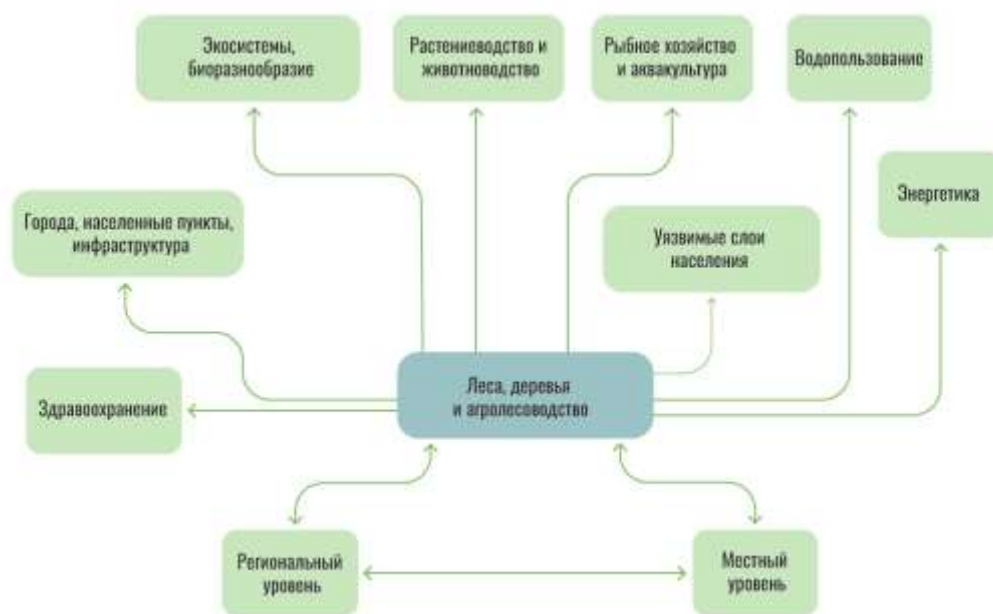 Экосистемы,
биоразнообразие
Растениеводство и
животноводство
Рыбное хозяйство
и аквакультура
Водопользование
Энергетика
Города, населенные пункты,
инфраструктура
Уязвимые слои
населения
Леса, деревья
и агролесоводство
Здравоохранение
Региональный
уровень
Местный
уровень